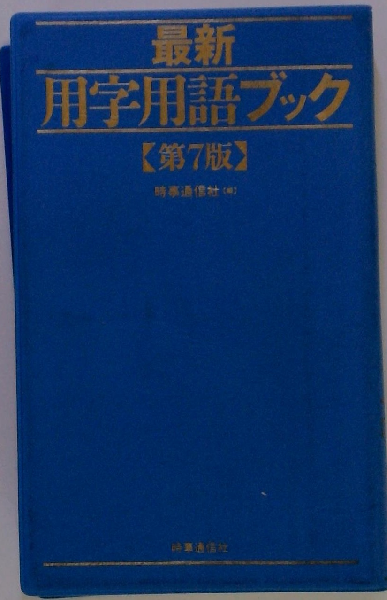 最新
用字用語ブック
【第7版】
時事通信社[編]
時事通信社